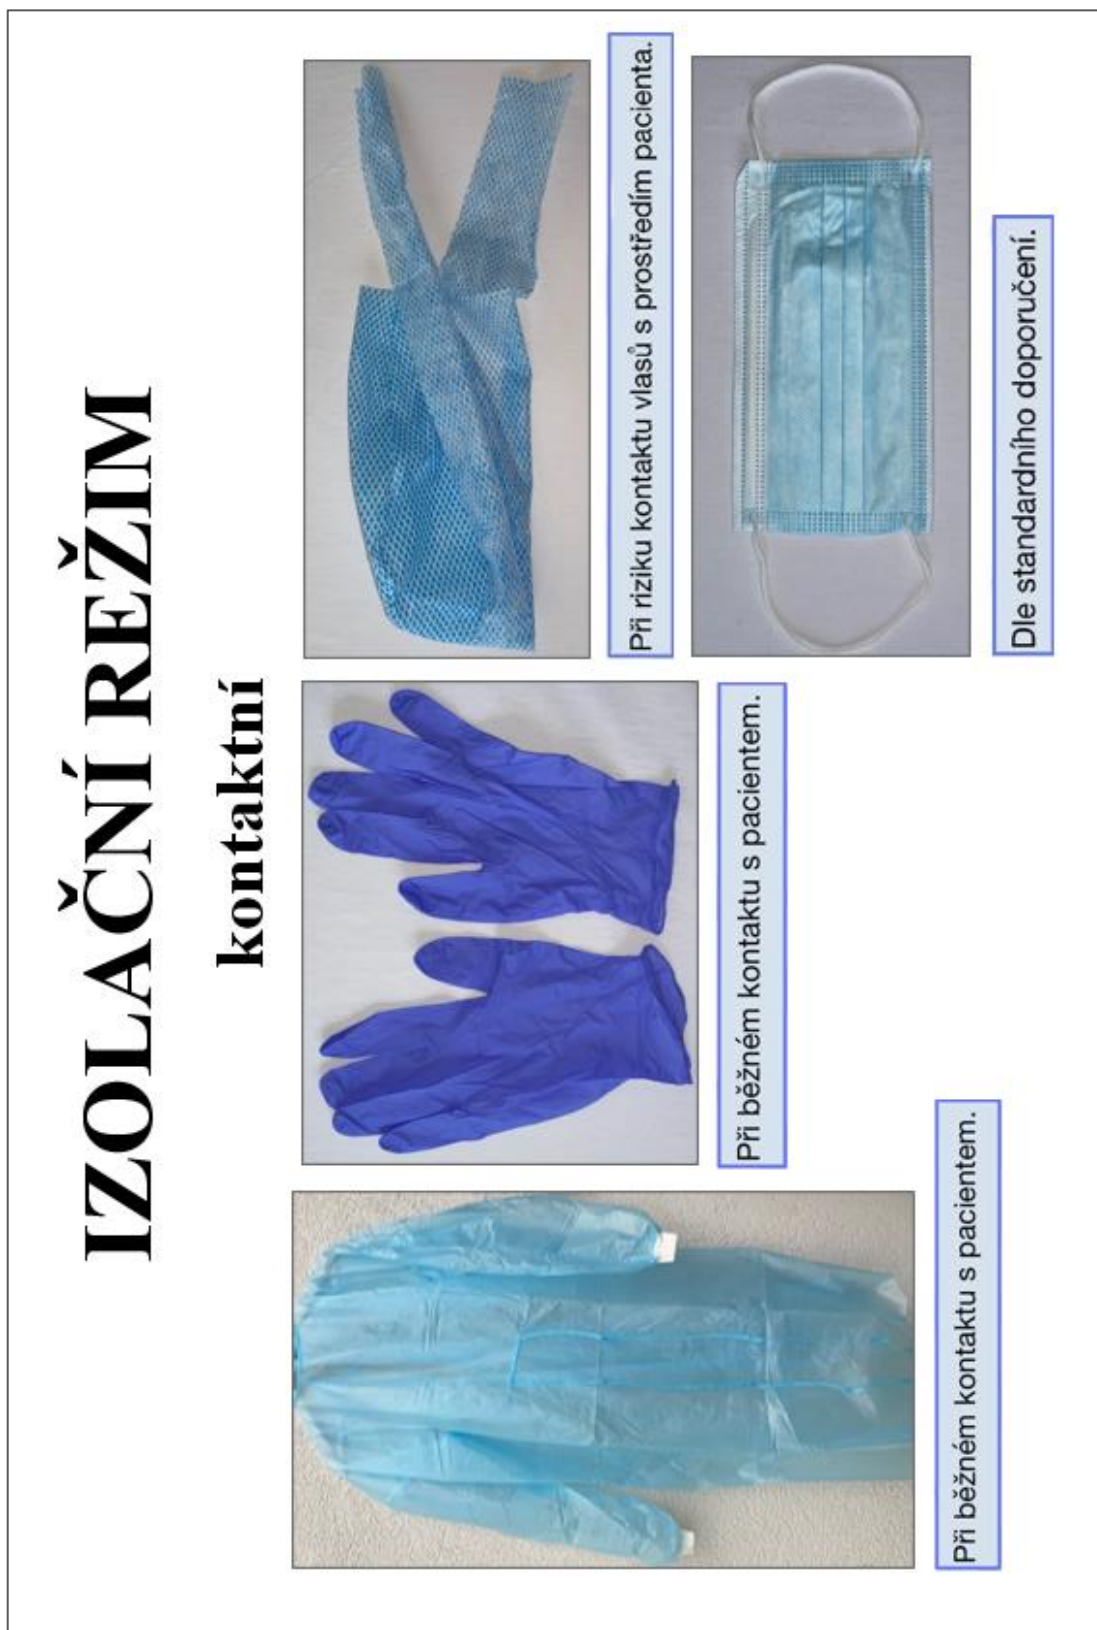 IZOLAČNÍ REŽIM
kontaktní
Při běžném kontaktu s pacientem.
Při běžném kontaktu s pacientem.
Při riziku kontaktu vlasů s prostředím pacienta.
Dle standardního doporučení.